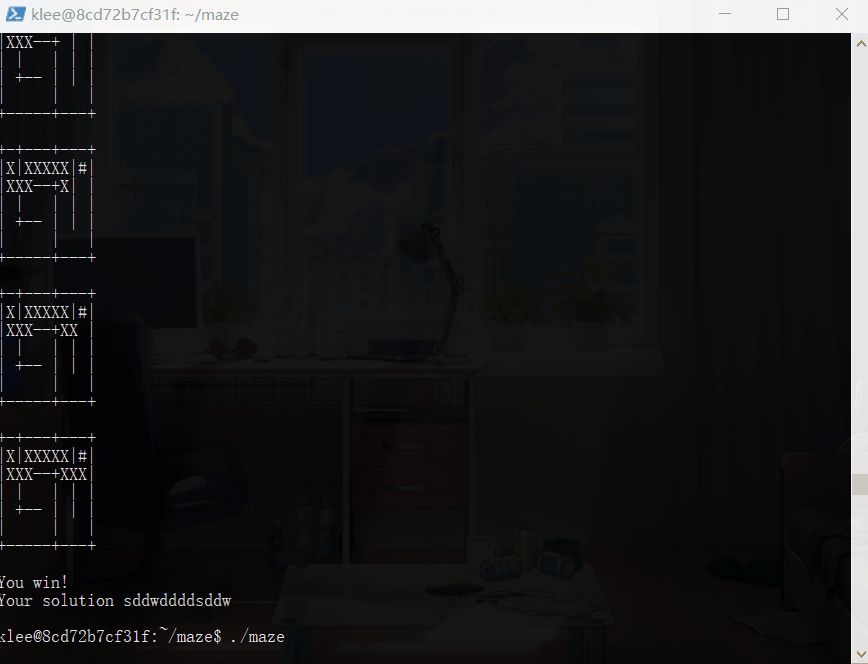 klee@8cd72b7cf31f: ~/maze
|XXX--+ | |
| |   | | |
| +-- | | |
|     |   |
+-----+---+
+-+---+---+
|X|XXXXX|#|
|XXX--+X| |
| |   | | |
| +-- | | |
|     |   |
+-----+---+
+-+---+---+
|X|XXXXX|#|
|XXX--+XX |
| |   | | |
| +-- | | |
|     |   |
+-----+---+
+-+---+---+
|X|XXXXX|#|
|XXX--+XXX|
| |   | | |
| +-- | | |
|     |   |
+-----+---+
You win!
Your solution sddwddddsddw
klee@8cd72b7cf31f:~/maze$ ./maze